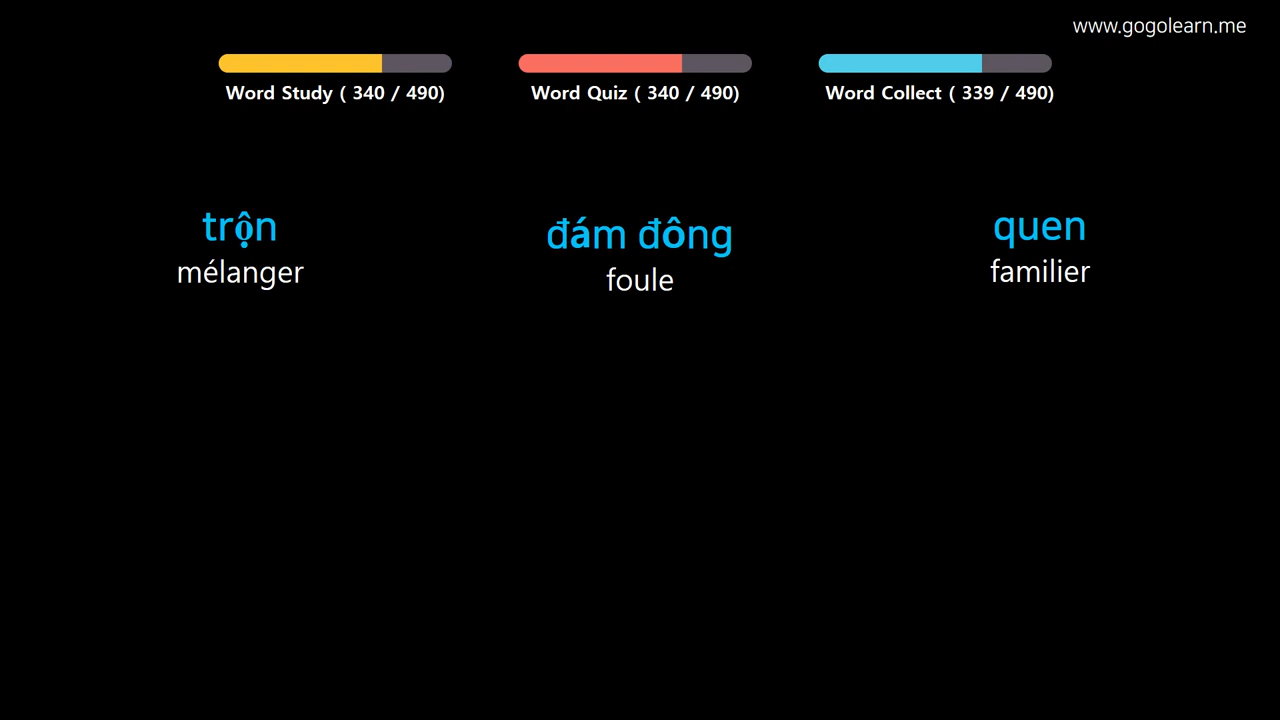 www.gogolearn.me
Word Study ( 340 / 490)
Word Quiz ( 340 / 490)
Word Collect ( 339 / 490)
trộn
mélanger
đám đông
foule
quen
familier